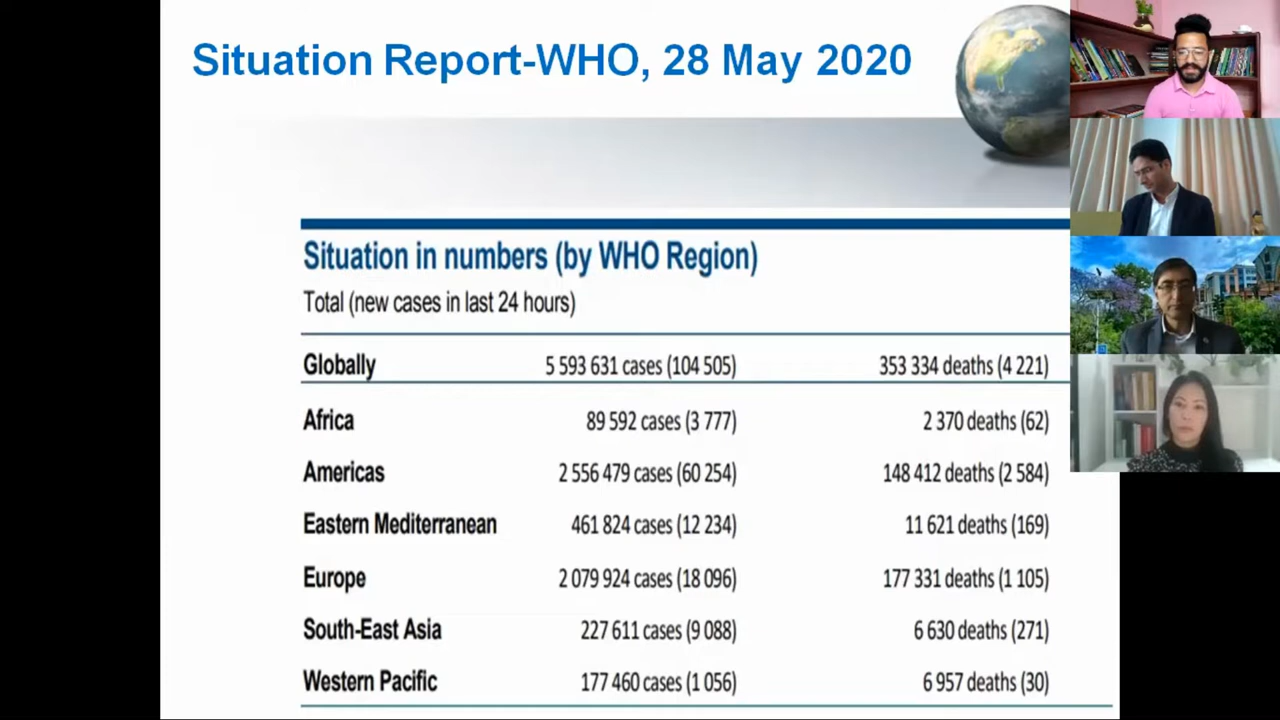 Situation Report-WHO, 28 May 2020
Situation in numbers (by WHO Region)
Total (new cases in last 24 hours)
Globally 5 593 631 cases (104 505) 353 334 deaths (4 221)
Africa 89 592 cases (3 777) 2 370 deaths (62)
Americas 2 556 479 cases (60 254) 148 412 deaths (2 584)
Eastern Mediterranean 461 824 cases (12 234) 11 621 deaths (169)
Europe 2 079 924 cases (18 096) 177 331 deaths (1 105)
South-East Asia 227 611 cases (9 088) 6 630 deaths (271)
Western Pacific 177 460 cases (1 056) 6 957 deaths (30)